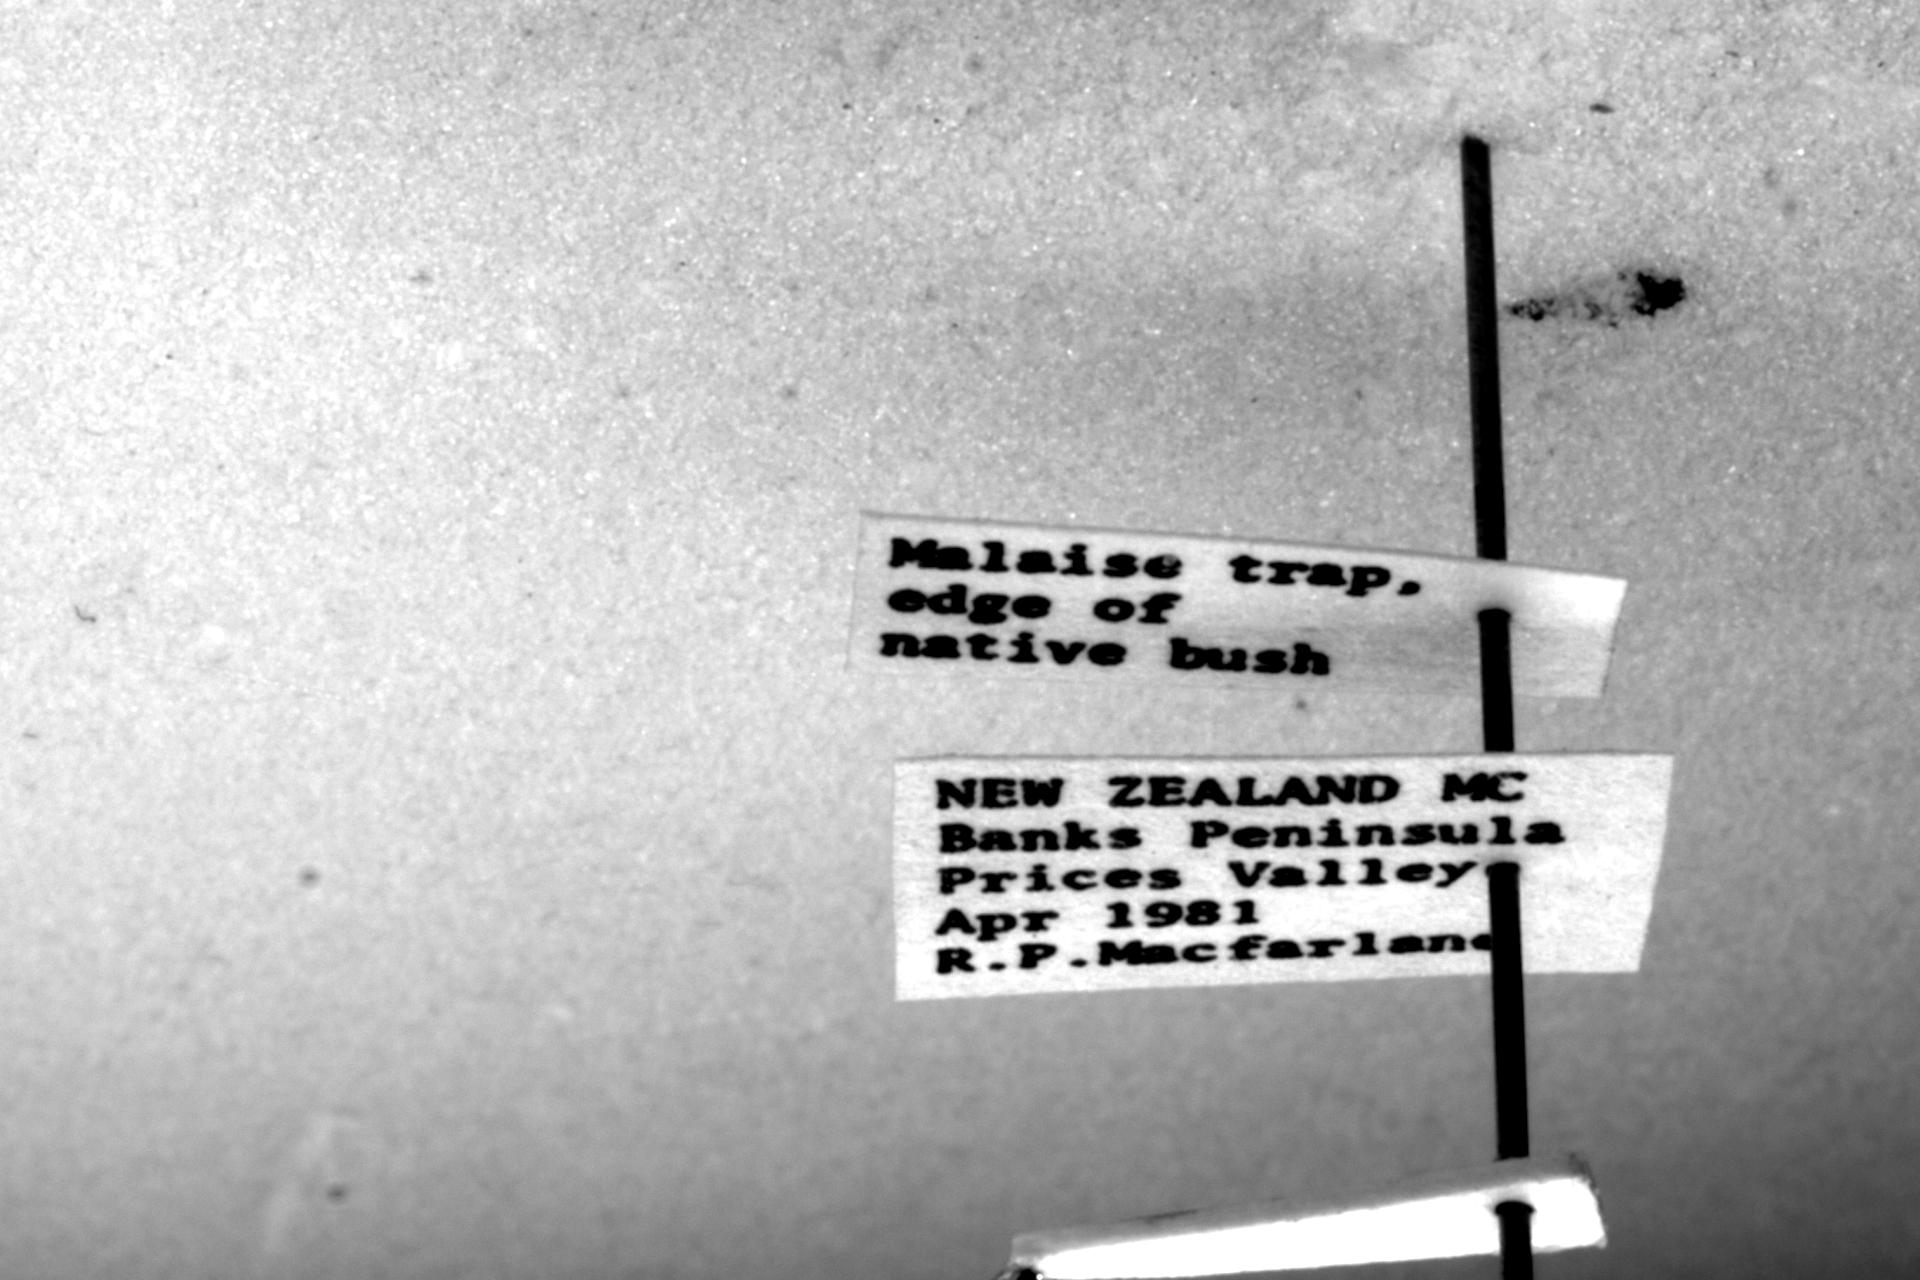 Malaise trap,
edge of
native bush
NEW ZEALAND MC
Banks Peninsula
Prices Valley
Apr 1981
R.P.Macfarlane